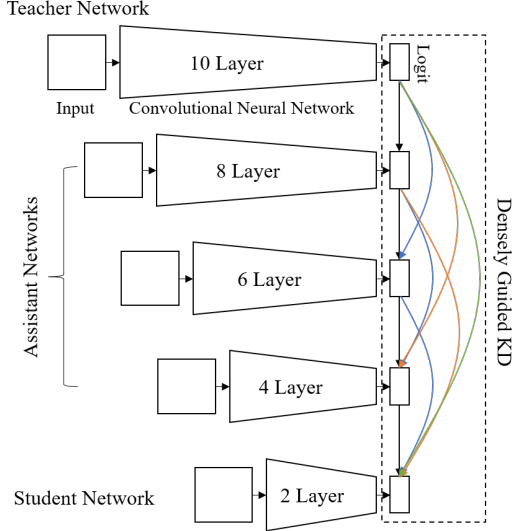 Teacher Network
10 Layer
Logit
Input
Convolutional Neural Network
8 Layer
Assistant Networks
6 Layer
Densely Guided KD
4 Layer
Student Network
2 Layer